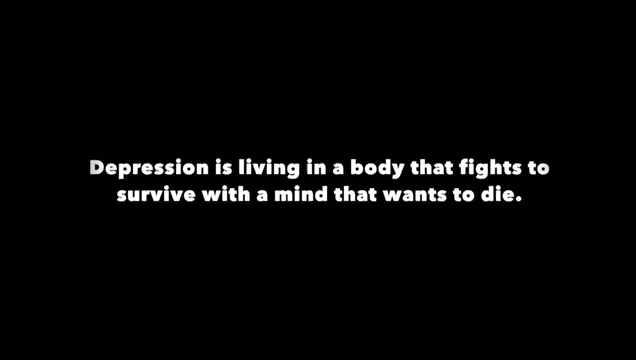 Depression is living in a body that fights to
survive with a mind that wants to die.